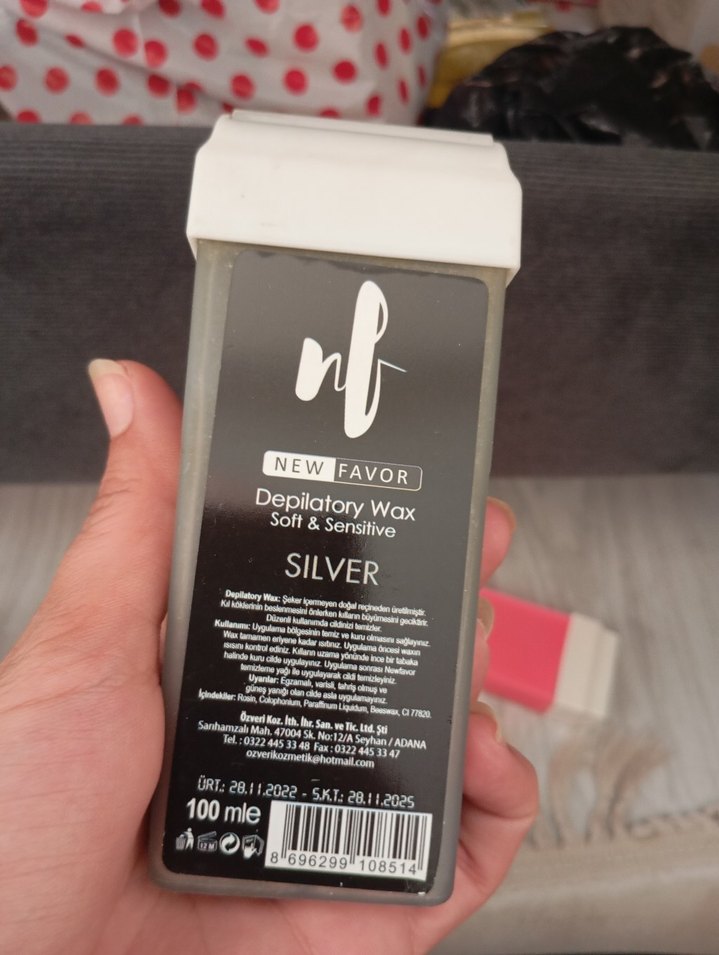 nf
NEW FAVOR
Depilatory Wax
Soft & Sensitive
SILVER
Depilatory Wax: Şeker içermeyen doğal reçineden üretilmiştir.
Kıl köklerinin beslenmesini önlerken kılların büyümesini geciktirir.
Düzenli kullanımda cildinizi temizler.
Kullanımı: Uygulama bölgesinin temiz ve kuru olmasını sağlayınız.
Wax tamamen eriyene kadar ısıtınız. Uygulama öncesi waxın
ısısını kontrol ediniz. Kılların uzama yönünde ince bir tabaka
halinde kuru cilde uygulayınız. Uygulama sonrası Newfavor
temizleme yağı ile uygulayarak cildi temizleyiniz.
Uyarılar: Egzamalı, varisli, tahriş olmuş ve
güneş yanığı olan cilde asla uygulamayınız.
İçindekiler: Rosin, Colophonium, Paraffinum Liquidum, Beeswax, CI 77820.
Özveri Koz. İth. İhr. San. ve Tic. Ltd. Şti
Sarıhamzalı Mah. 47004 Sk. No:12/A Seyhan / ADANA
Tel. : 0322 445 33 48 Fax : 0322 445 33 47
ozverikozmetik@hotmail.com
ÜRT.: 28.11.2022 - S.K.T.: 28.11.2025
100 mle
12 M
8 696299 108514